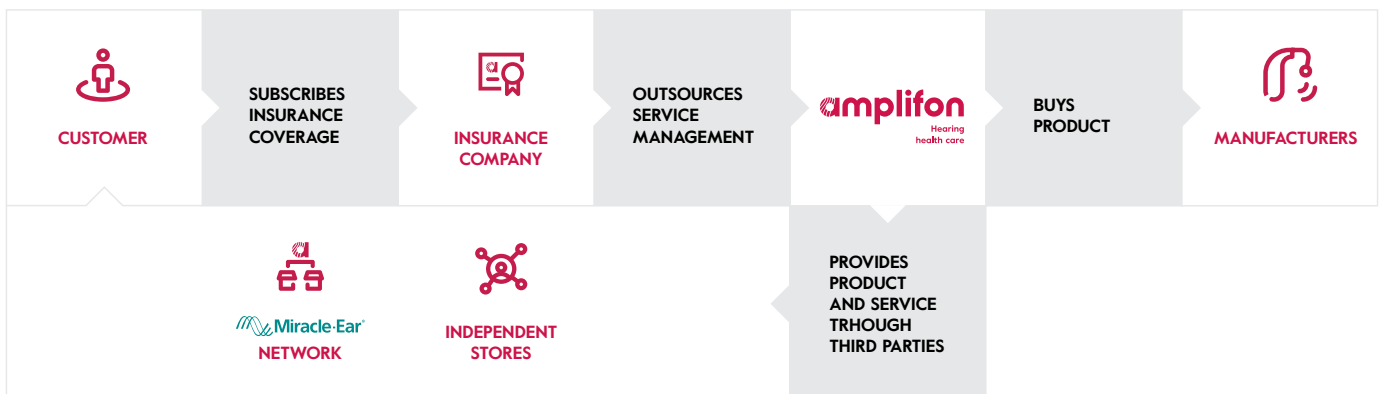 CUSTOMER
SUBSCRIBES
INSURANCE
COVERAGE
INSURANCE
COMPANY
OUTSOURCES
SERVICE
MANAGEMENT
amplifon
Hearing
health care
BUYS
PRODUCT
MANUFACTURERS
Miracle-Ear®
NETWORK
INDEPENDENT
STORES
PROVIDES
PRODUCT
AND SERVICE
TRHOUGH
THIRD PARTIES